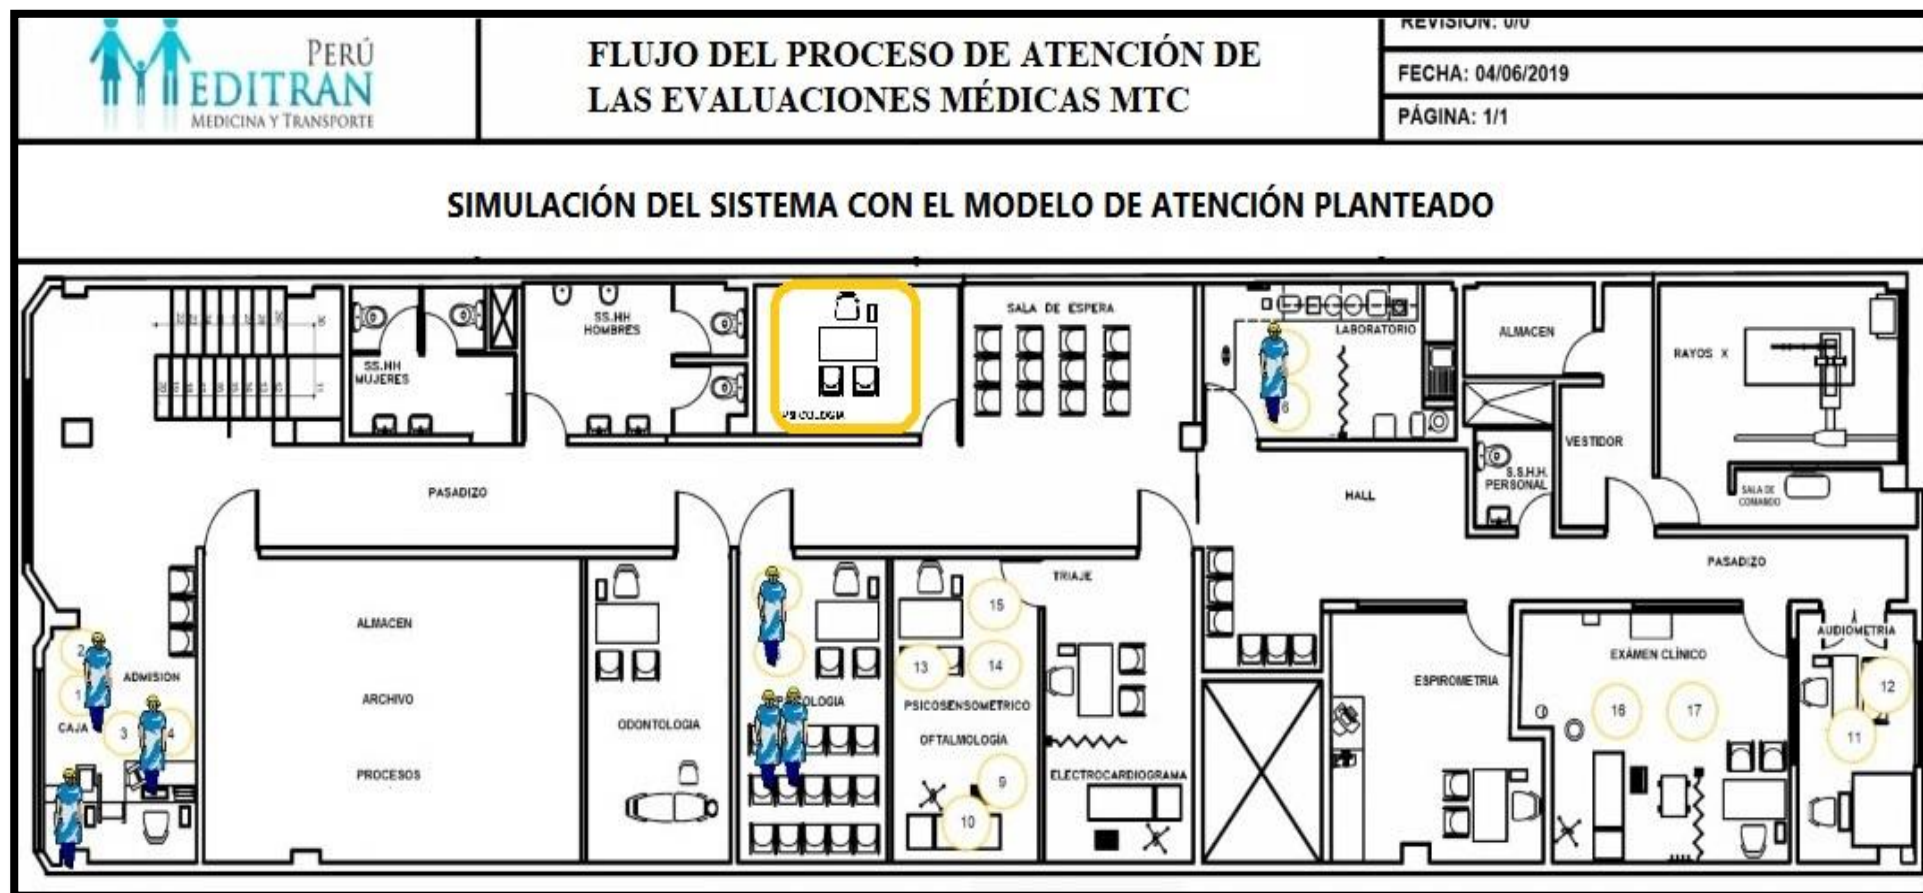 PERÚ
MEDITRAN
MEDICINA Y TRANSPORTE
FLUJO DEL PROCESO DE ATENCIÓN DE
LAS EVALUACIONES MÉDICAS MTC
REVISIÓN: 0/0
FECHA: 04/06/2019
PÁGINA: 1/1
SIMULACIÓN DEL SISTEMA CON EL MODELO DE ATENCIÓN PLANTEADO
SS.HH
MUJERES
SS.HH
HOMBRES
PSICOLOGIA
SALA DE ESPERA
LABORATORIO
6
ALMACEN
RAYOS X
VESTIDOR
S.S.H.H.
PERSONAL
SALA DE
COMANDO
PASADIZO
HALL
PASADIZO
2
1
ADMISION
CAJA
3
4
ALMACEN
ARCHIVO
PROCESOS
ODONTOLOGIA
15
13
14
PSICOSENSOMETRICO
OFTALMOLOGÍA
9
10
TRIAJE
ELECTROCARDIOGRAMA
ESPIROMETRIA
EXÁMEN CLÍNICO
16
17
AUDIOMETRIA
12
11